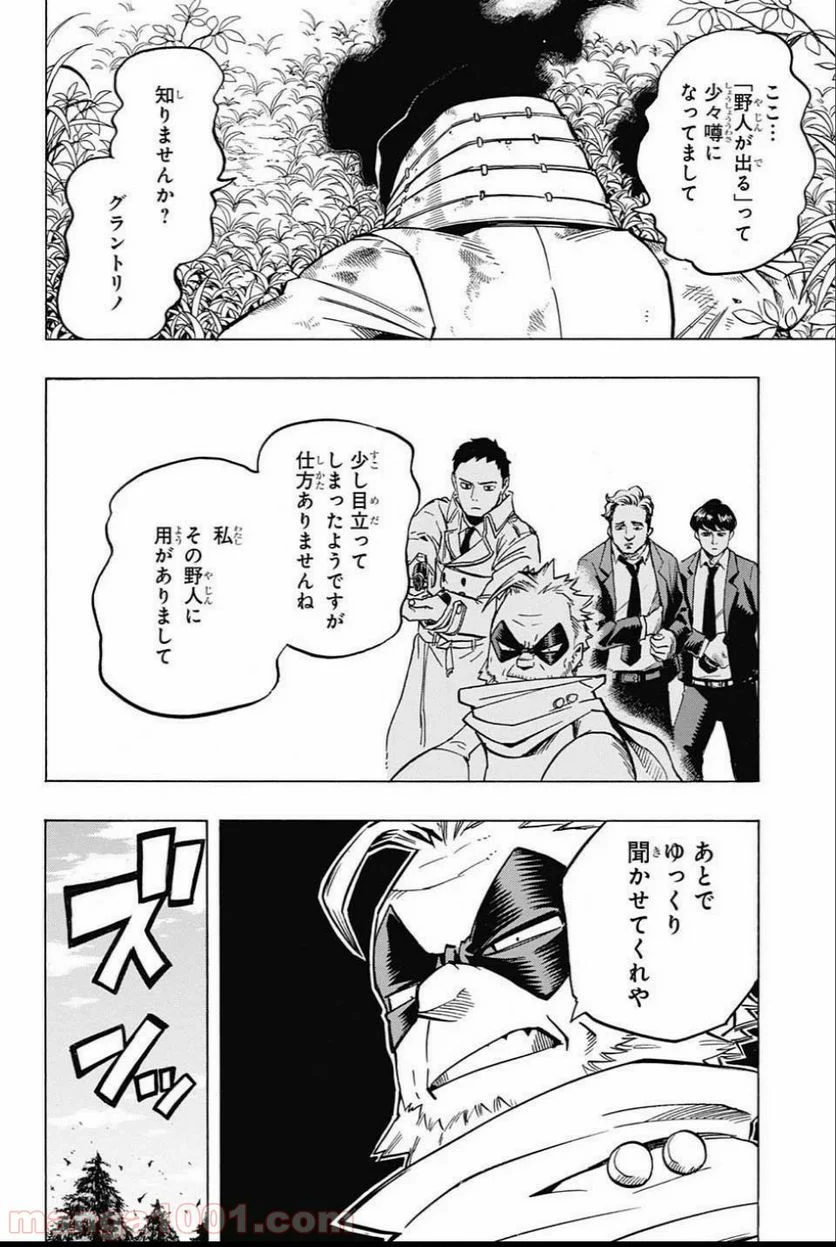 ここ…
「野人が出る」って
少々噂に
なってまして
知りませんか?
グラントリノ
少し目立って
しまったようですが
仕方ありませんね
私
その野人に
用がありまして
あとで
ゆっくり
聞かせてくれや
ズズンッ
manga1001.com